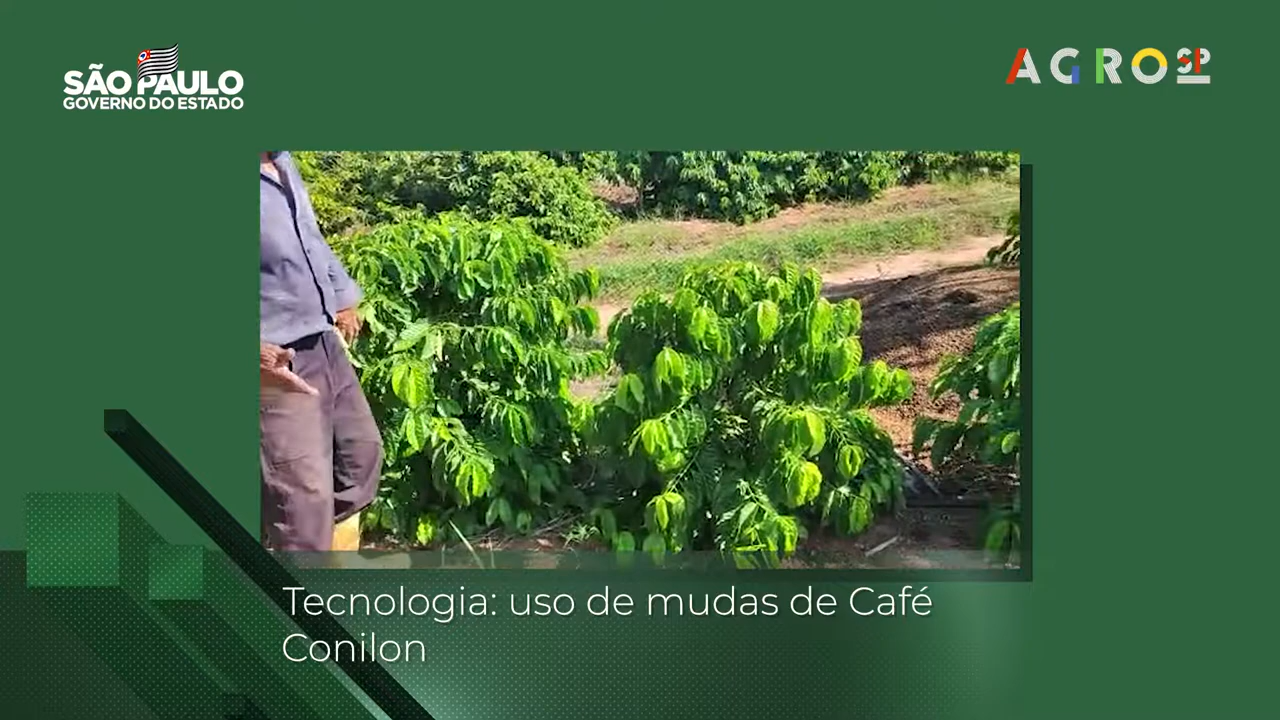 SÃO PAULO
GOVERNO DO ESTADO
AGRO SP
Tecnologia: uso de mudas de Café
Conilon